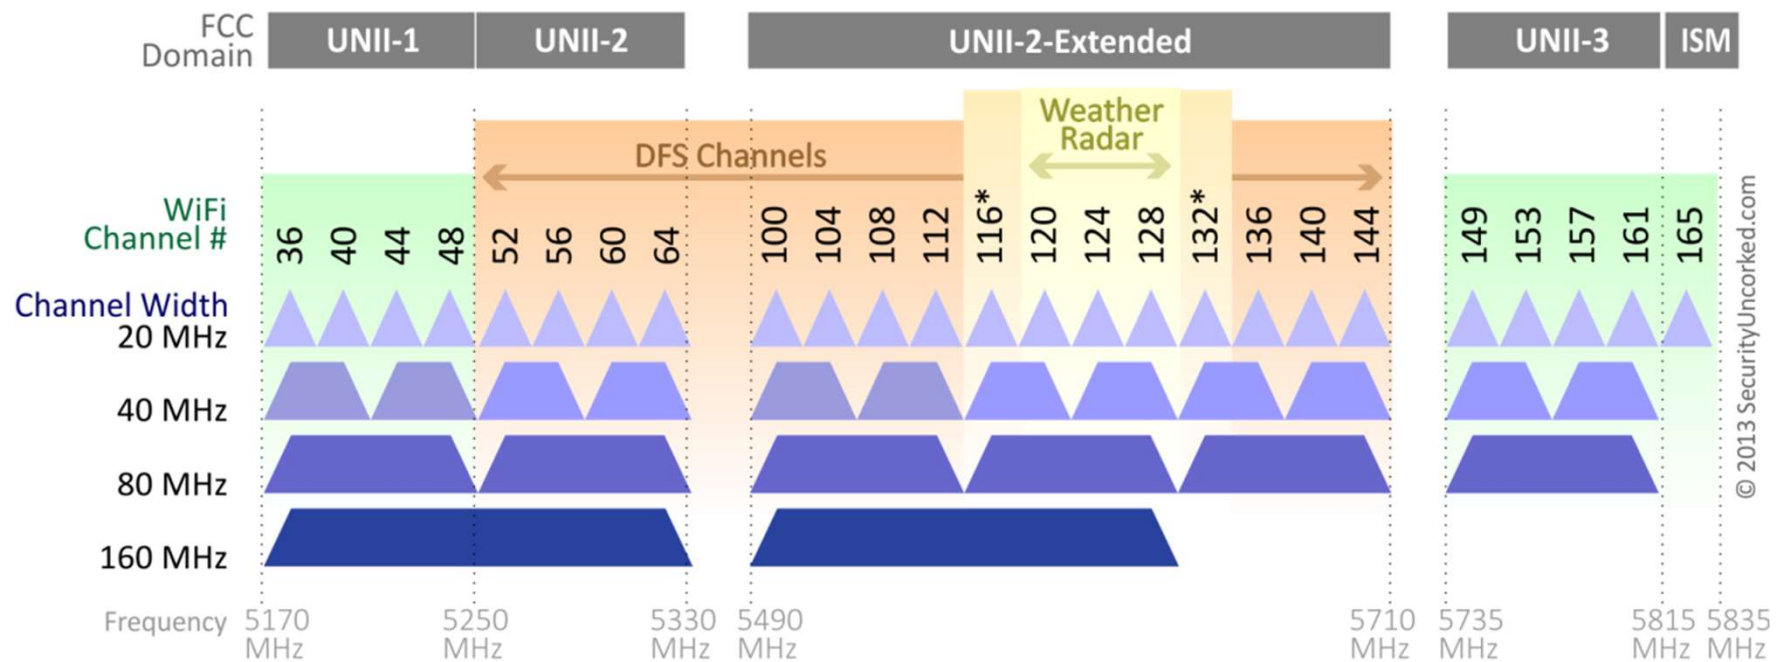 FCC
Domain
UNII-1
UNII-2
UNII-2-Extended
UNII-3
ISM
Weather
Radar
DFS Channels
WiFi
Channel #
36
40
44
48
52
56
60
64
100
104
108
112
116*
120
124
128
132*
136
140
144
149
153
157
161
165
Channel Width
20 MHz
40 MHz
80 MHz
160 MHz
Frequency
5170
MHz
5250
MHz
5330
MHz
5490
MHz
5710
MHz
5735
MHz
5815
MHz
5835
MHz
© 2013 SecurityUncorked.com